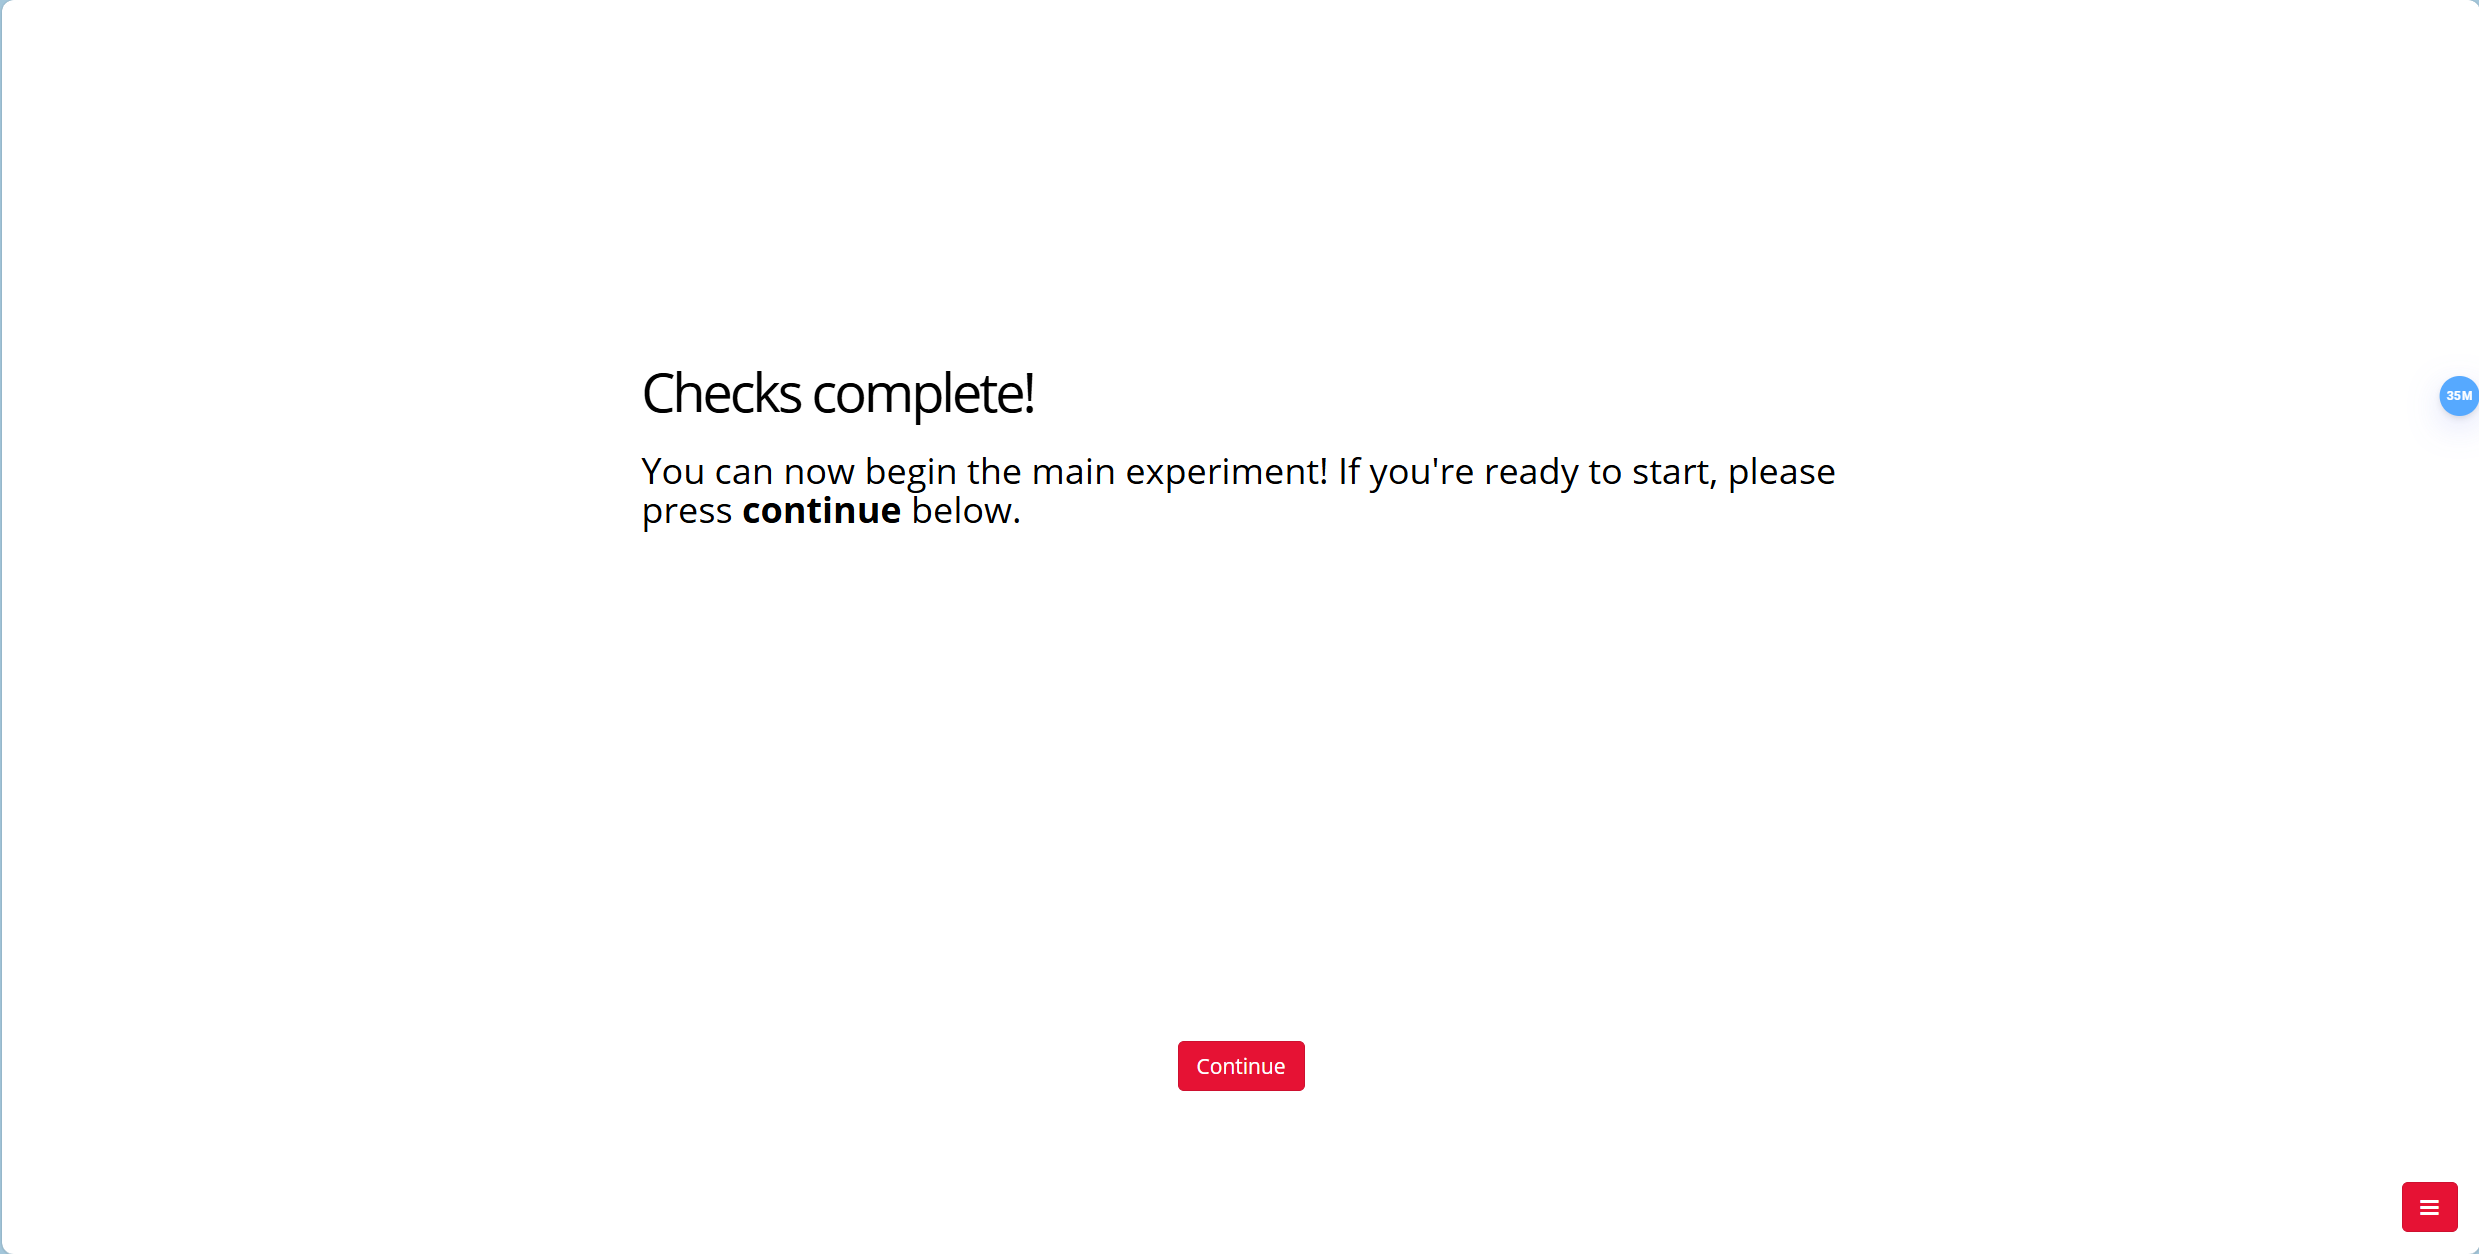 Checks complete!
You can now begin the main experiment! If you're ready to start, please
press continue below.
35M
Continue